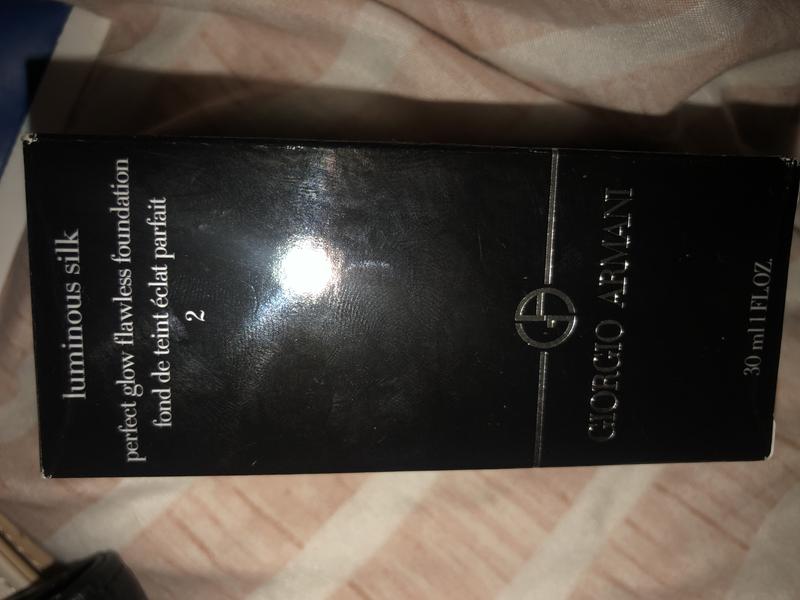 luminous silk
perfect glow flawless foundation
fond de teint éclat parfait
2
GIORGIO ARMANI
30 ml 1 FL.OZ.